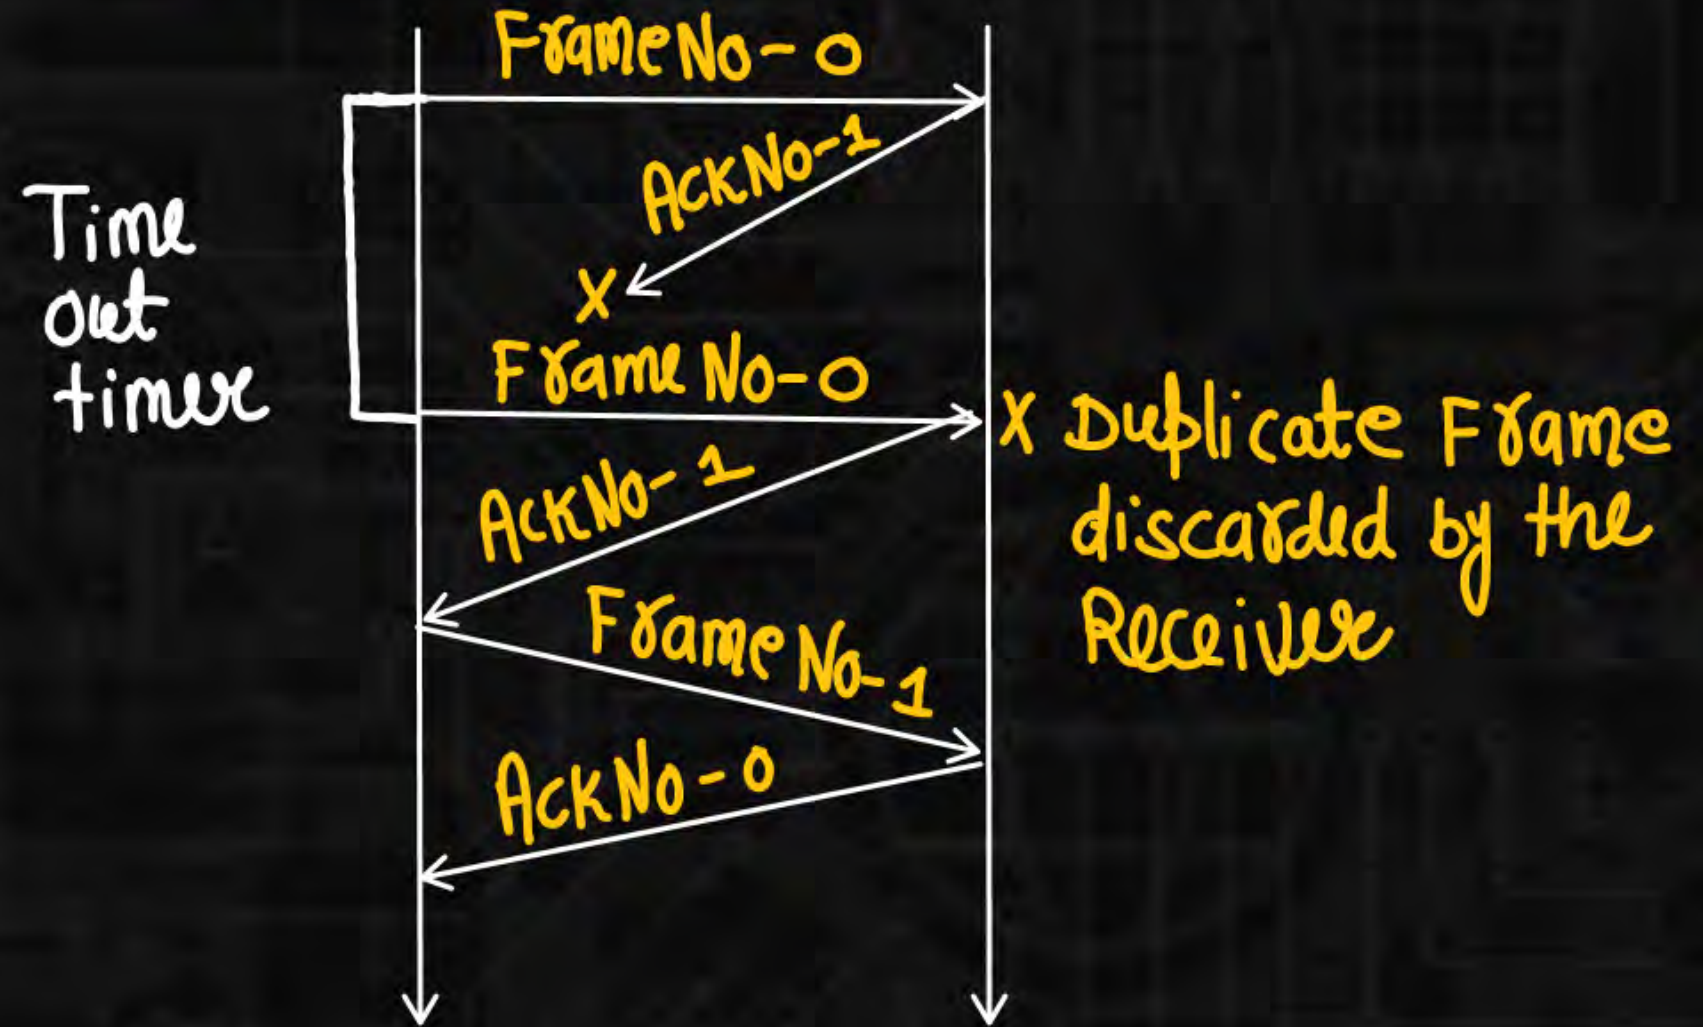 Frame No-0
Ack No-1
Time
out
timer
X
Frame No-0
X Duplicate Frame
discarded by the
Receiver
Ack No-1
Frame No-1
Ack No-0